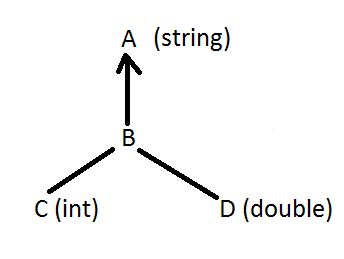 A (string)
B
C (int)
D (double)